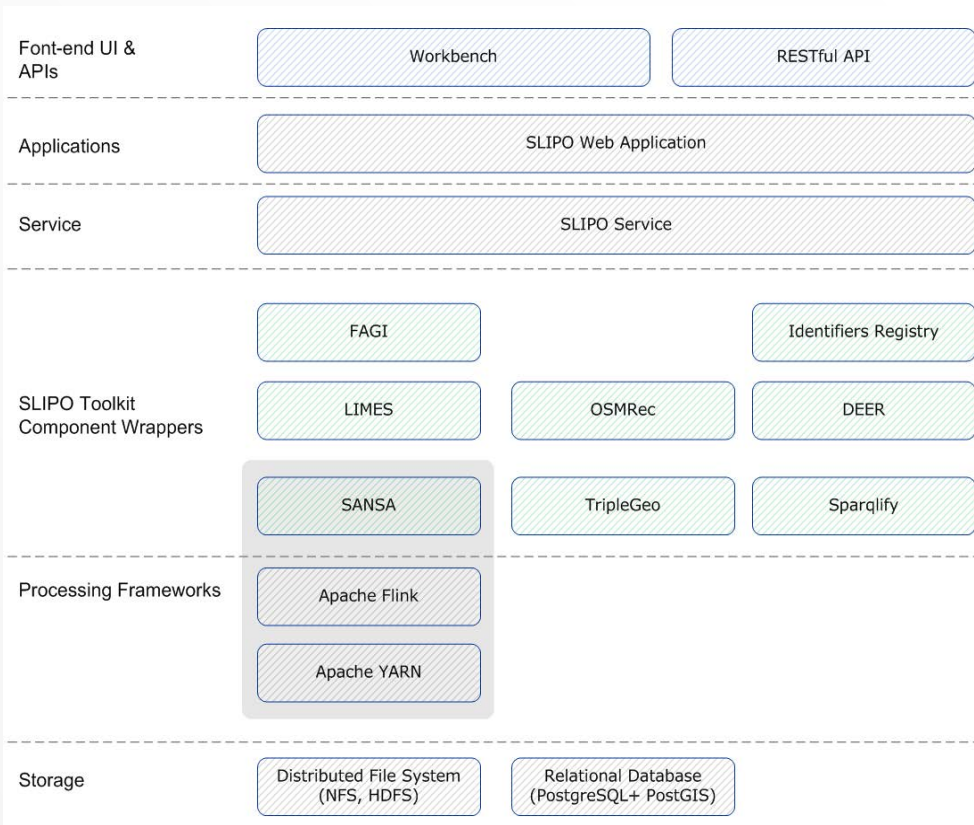 Font-end UI &
APIs
Workbench
RESTful API
Applications
SLIPO Web Application
Service
SLIPO Service
FAGI
Identifiers Registry
SLIPO Toolkit
Component Wrappers
LIMES
OSMRec
DEER
SANSA
TripleGeo
Sparqlify
Processing Frameworks
Apache Flink
Apache YARN
Storage
Distributed File System
(NFS, HDFS)
Relational Database
(PostgreSQL+ PostGIS)